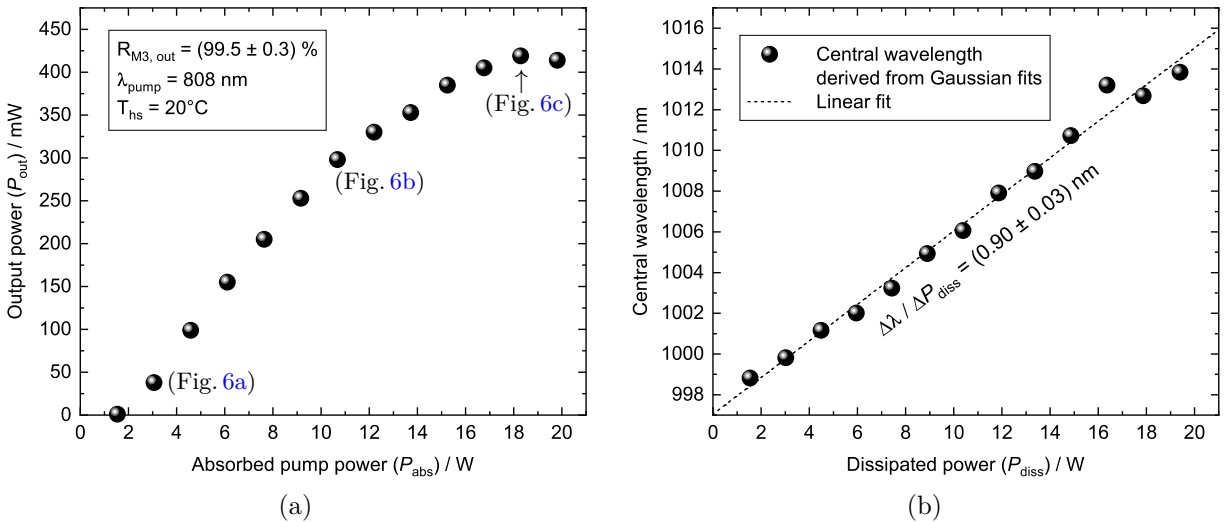 450
400
350
300
250
200
150
100
50
0
Output power (P_out) / mW
R_M3, out = (99.5 ± 0.3) %
λ_pump = 808 nm
T_hs = 20°C
(Fig. 6c)
(Fig. 6b)
(Fig. 6a)
0 2 4 6 8 10 12 14 16 18 20
Absorbed pump power (P_abs) / W
(a)
1016
1014
1012
1010
1008
1006
1004
1002
1000
998
Central wavelength / nm
Central wavelength
derived from Gaussian fits
Linear fit
Δλ / ΔP_diss = (0.90 ± 0.03) nm
0 2 4 6 8 10 12 14 16 18 20
Dissipated power (P_diss) / W
(b)